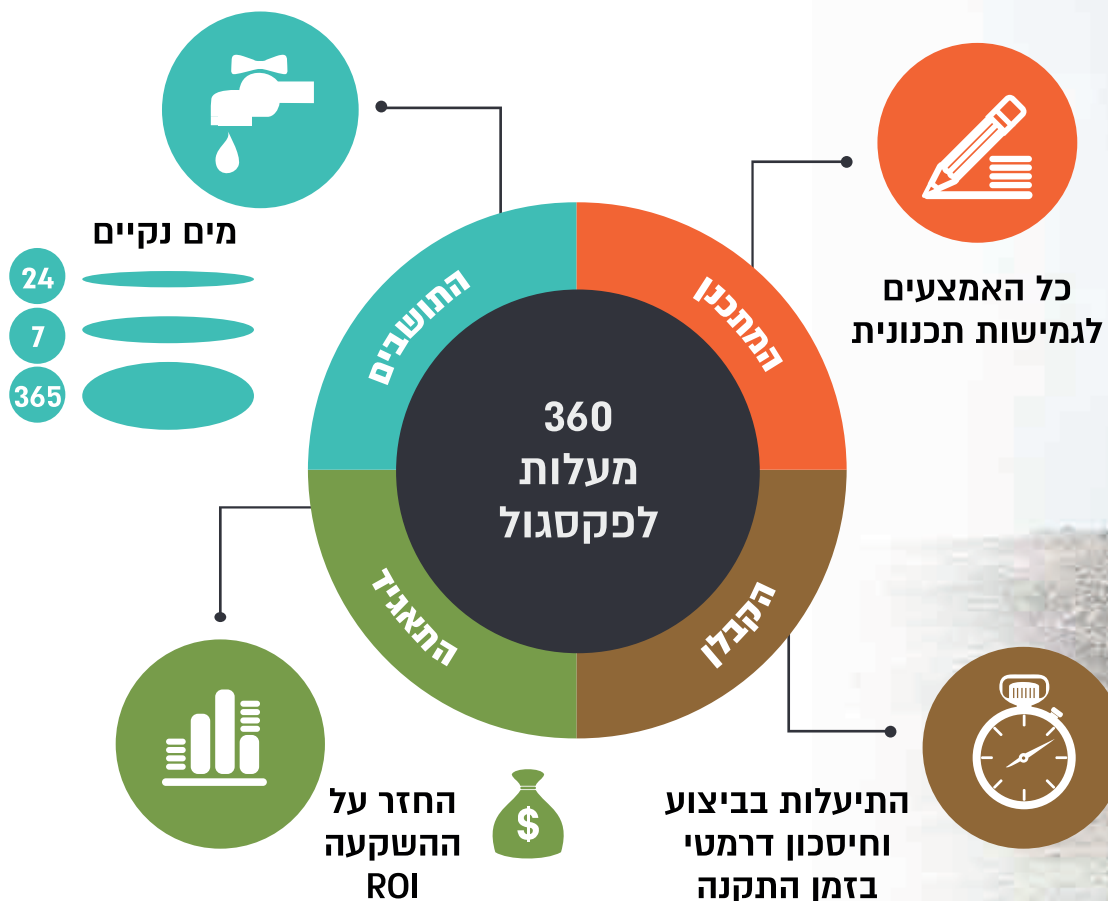 מים נקיים
24
7
365
כל האמצעים
לגמישות תכנונית
התושבים
המתכנן
360
מעלות
לפקסגול
התאגיד
הקבלן
החזר על
ההשקעה
ROI
$
התיעלות בביצוע
וחיסכון דרמטי
בזמן התקנה